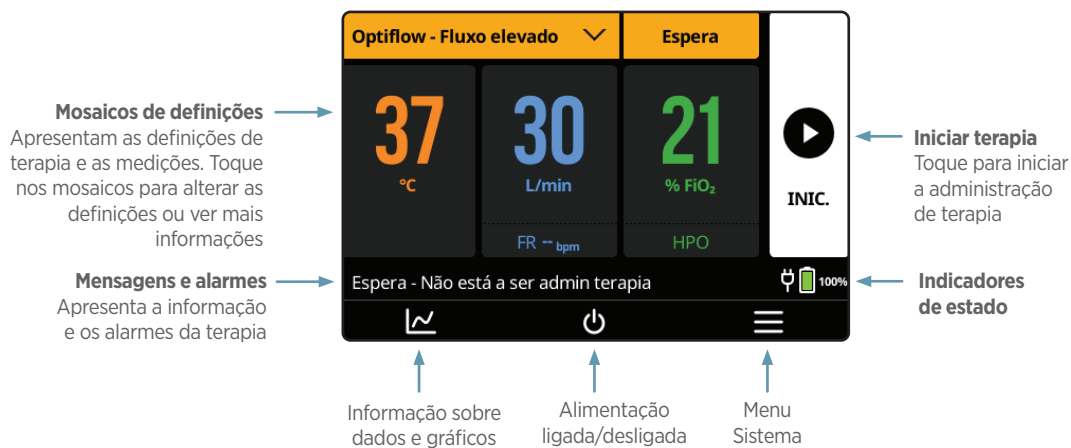 Optiflow - Fluxo elevado
Espera
Mosaicos de definições
Apresentam as definições de
terapia e as medições. Toque
nos mosaicos para alterar as
definições ou ver mais
informações
37
°C
30
L/min
FR -- bpm
21
% FiO₂
HPO
INIC.
Iniciar terapia
Toque para iniciar
a administração
de terapia
Mensagens e alarmes
Apresenta a informação
e os alarmes da terapia
Espera - Não está a ser admin terapia
100%
Indicadores
de estado
Informação sobre
dados e gráficos
Alimentação
ligada/desligada
Menu
Sistema